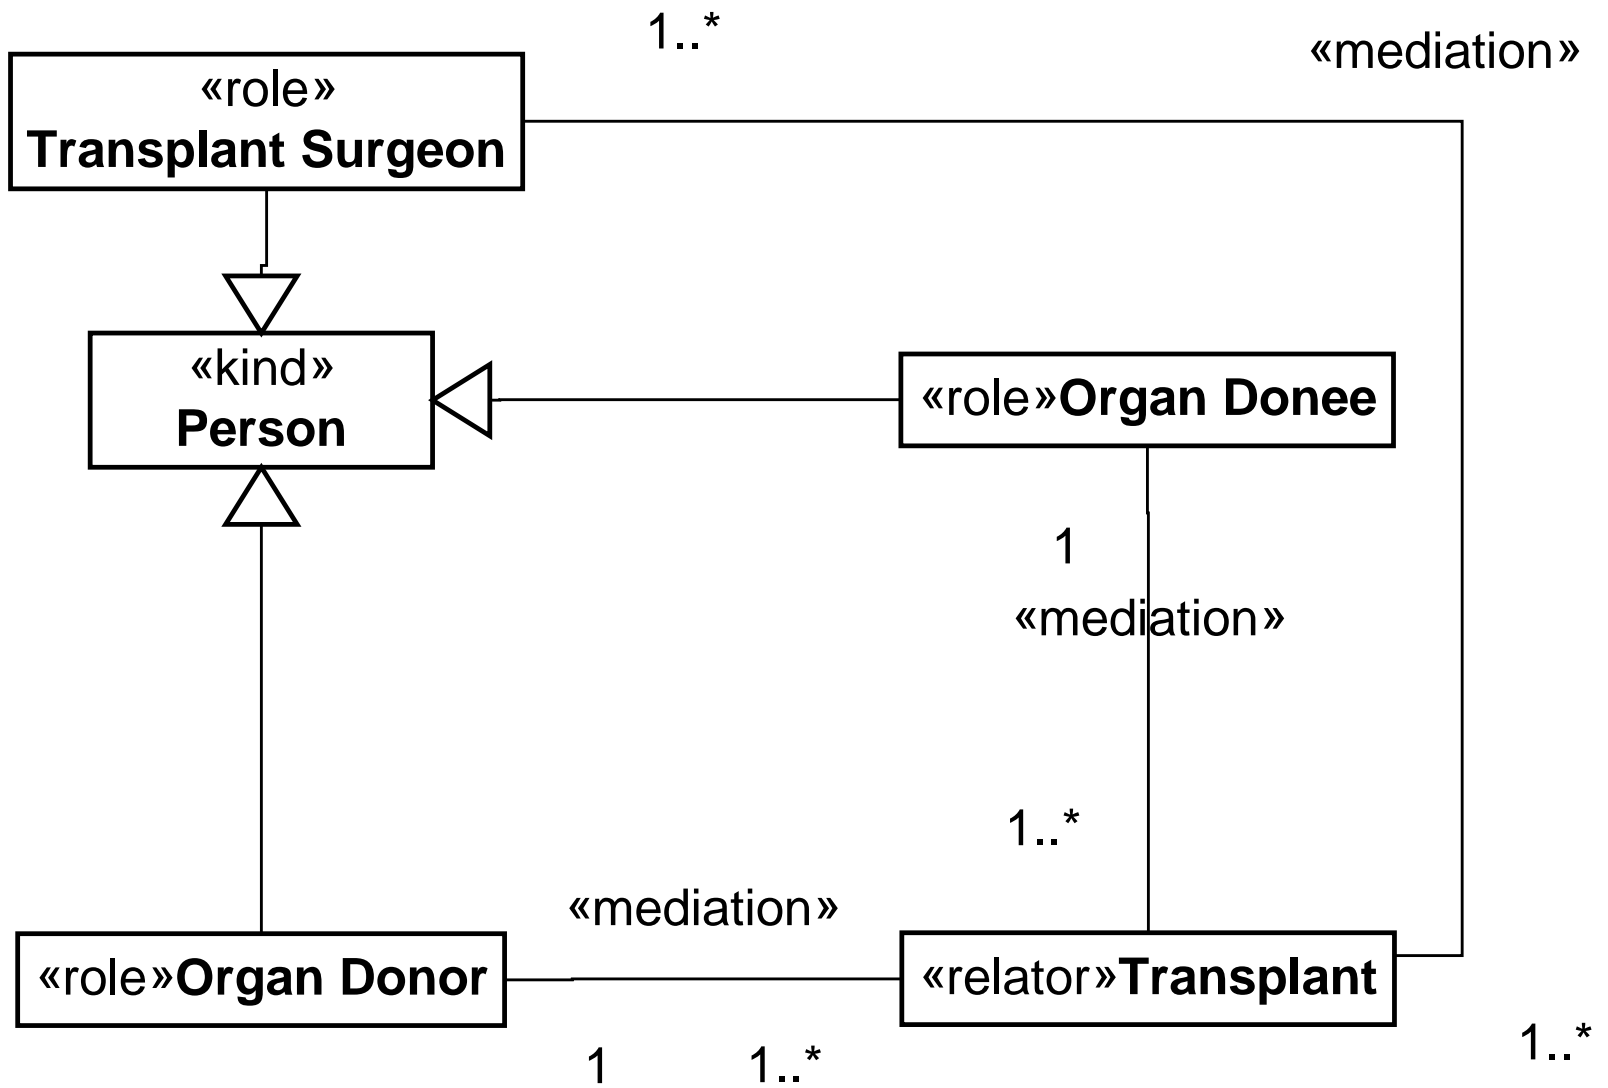 1..*
«mediation»
«role»
Transplant Surgeon
«kind»
Person
«role»Organ Donee
1
«mediation»
1..*
«mediation»
«role»Organ Donor
«relator»Transplant
1
1..*
1..*